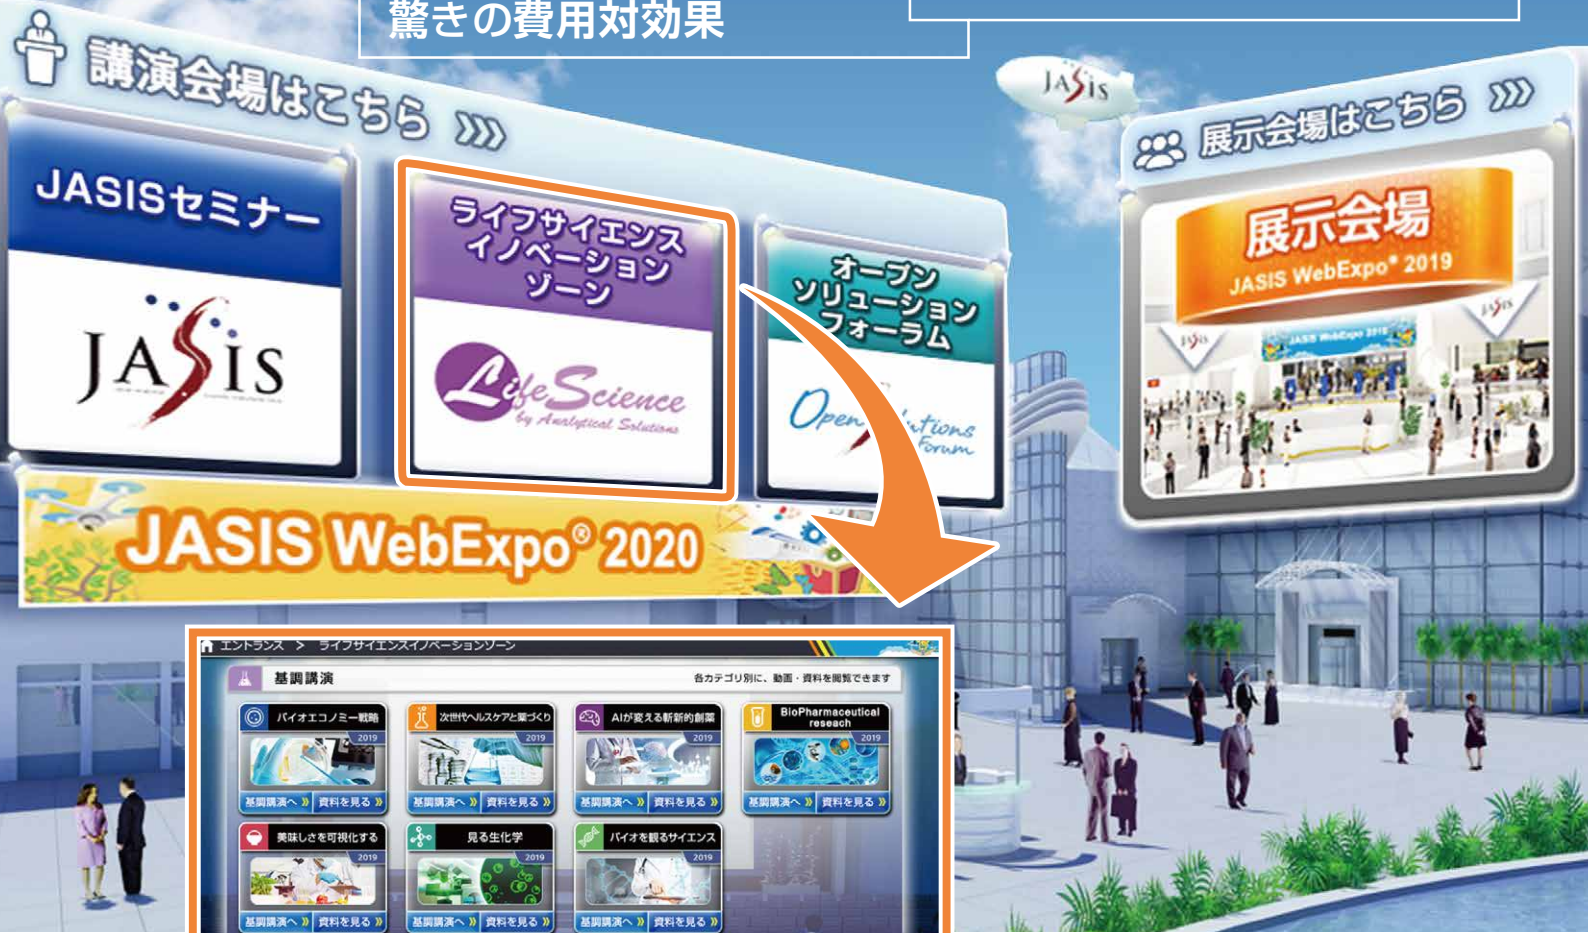 驚きの費用対効果
講演会場はこちら
JASISセミナー
JASIS
ライフサイエンス
イノベーション
ゾーン
LifeScience
by Analytical Solutions
オープン
ソリューション
フォーラム
Open
Forum
JASIS
展示会場はこちら
展示会場
JASIS WebExpo® 2019
JASIS
JASIS
JASIS WebExpo 2019
JASIS WebExpo® 2020
エントランス > ライフサイエンスイノベーションゾーン
基調講演
各カテゴリ別に、動画・資料を閲覧できます
バイオエコノミー戦略
2019
基調講演へ 》 資料を見る 》
次世代ヘルスケアと薬づくり
2019
基調講演へ 》 資料を見る 》
AIが変える斬新的創薬
2019
基調講演へ 》 資料を見る 》
BioPharmaceutical
reseach
2019
基調講演へ 》 資料を見る 》
美味しさを可視化する
2019
基調講演へ 》 資料を見る 》
見る生化学
2019
基調講演へ 》 資料を見る 》
バイオを観るサイエンス
2019
基調講演へ 》 資料を見る 》